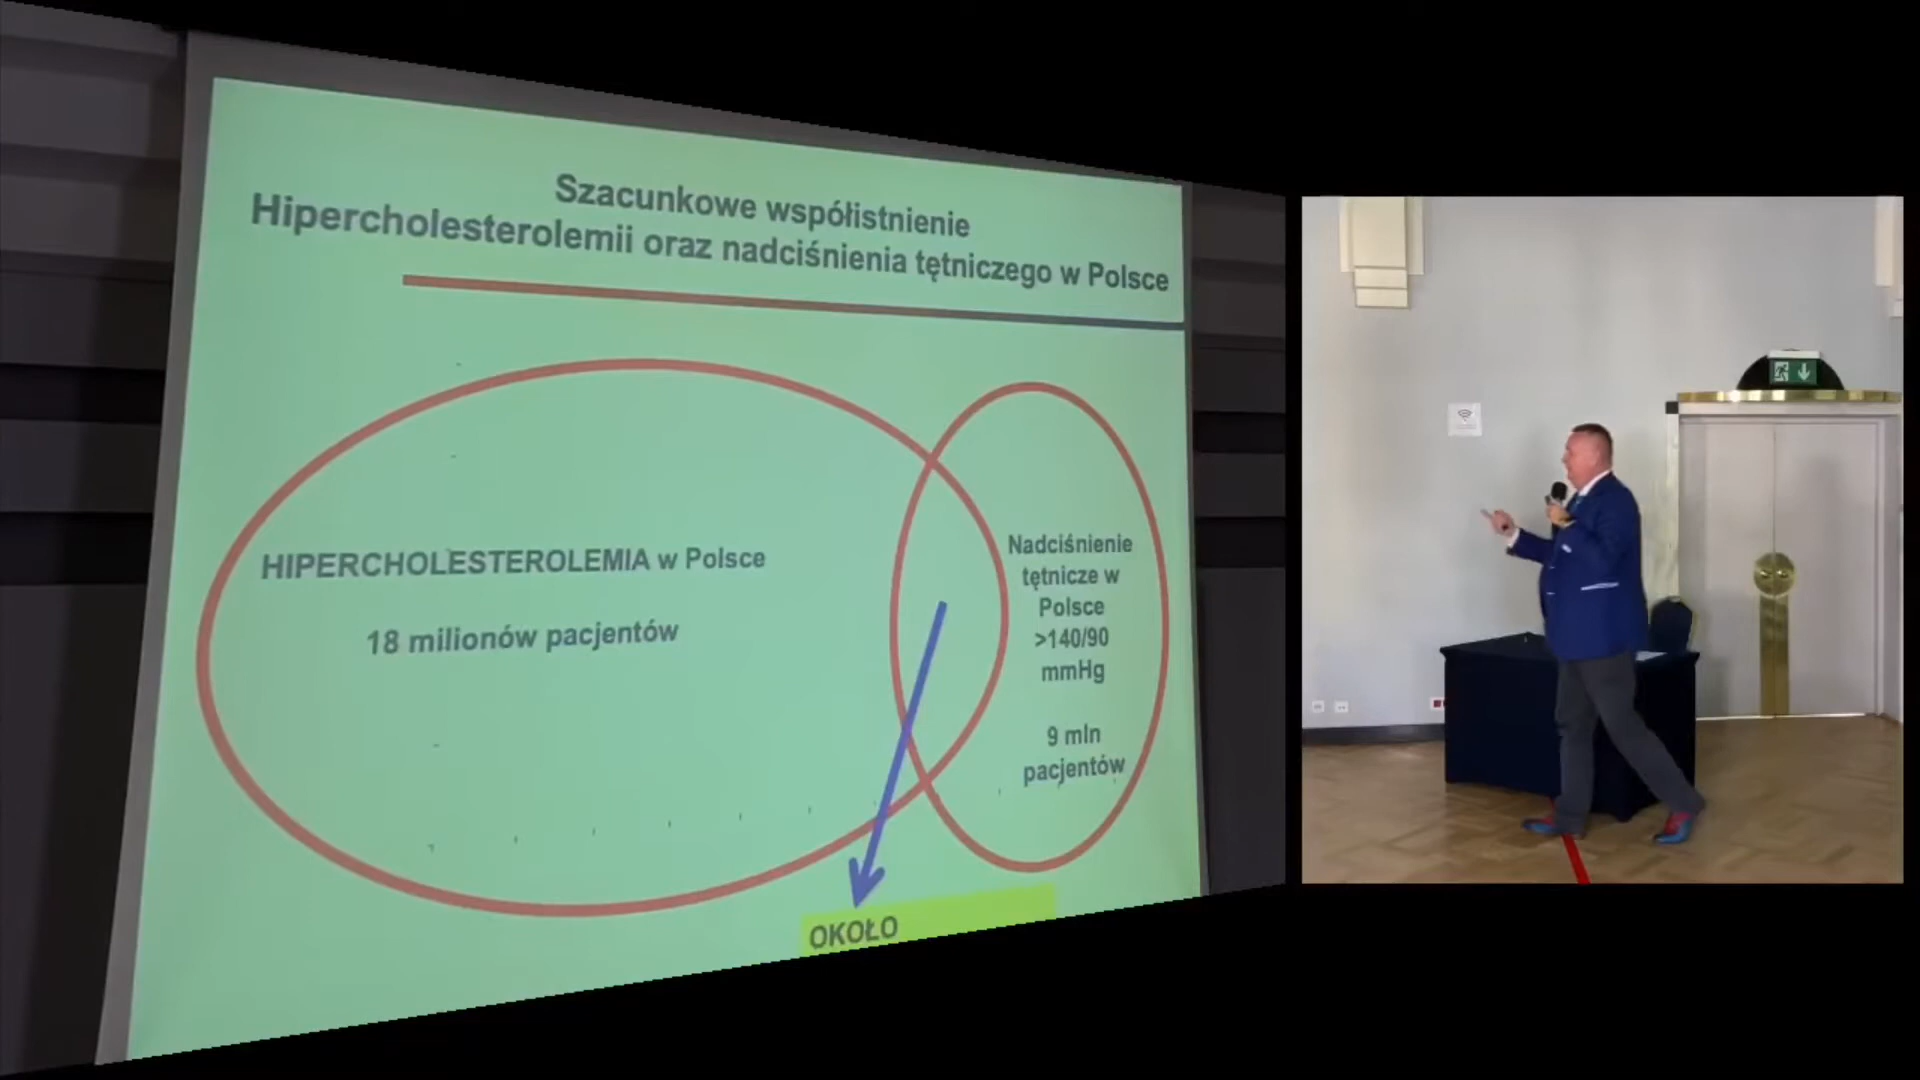 Szacunkowe współistnienie
Hipercholesterolemii oraz nadciśnienia tętniczego w Polsce
HIPERCHOLESTEROLEMIA w Polsce
18 milionów pacjentów
Nadciśnienie
tętnicze w
Polsce
>140/90
mmHg
9 mln
pacjentów
OKOŁO